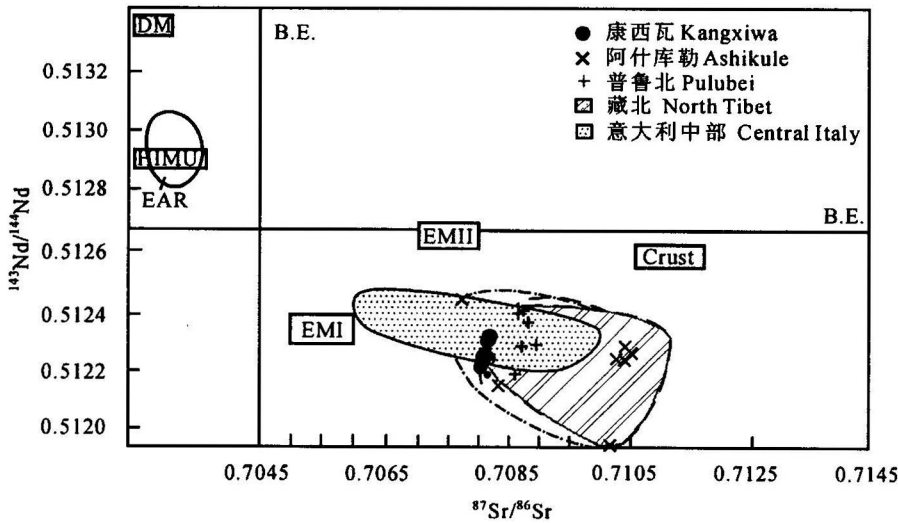 DM
B.E.
康西瓦 Kangxiwa
阿什库勒 Ashikule
普鲁北 Pulubei
藏北 North Tibet
意大利中部 Central Italy
0.5132
0.5130
HIMU
0.5128
EAR
B.E.
EMII
0.5126
Crust
0.5124
EMI
0.5122
0.5120
¹⁴³Nd/¹⁴⁴Nd
0.7045
0.7065
0.7085
0.7105
0.7125
0.7145
⁸⁷Sr/⁸⁶Sr